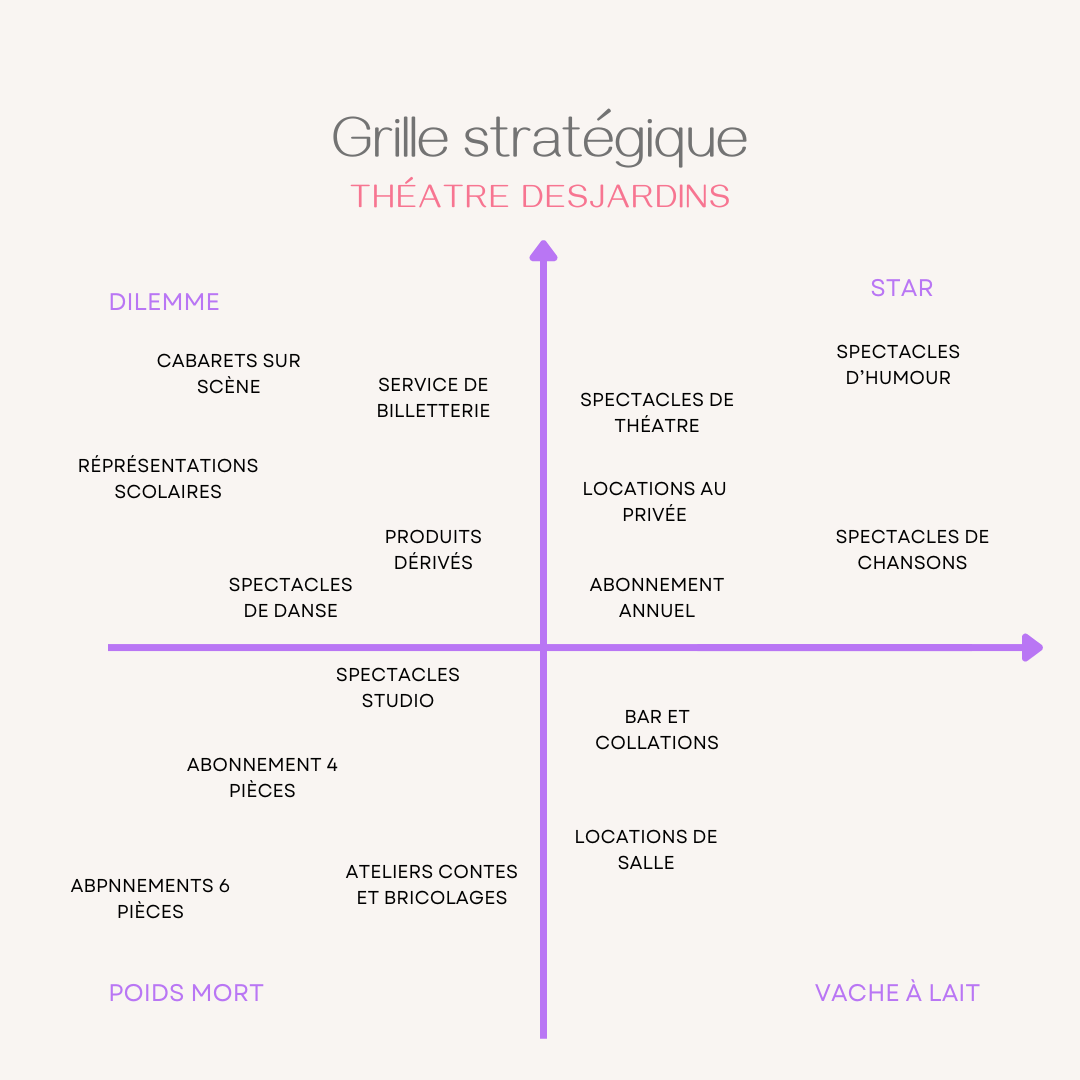 Grille stratégique
THÉATRE DESJARDINS
DILEMME
STAR
CABARETS SUR
SCÈNE
SERVICE DE
BILLETTERIE
SPECTACLES DE
THÉATRE
SPECTACLES
D’HUMOUR
RÉPRÉSENTATIONS
SCOLAIRES
LOCATIONS AU
PRIVÉE
PRODUITS
DÉRIVÉS
SPECTACLES DE
CHANSONS
SPECTACLES
DE DANSE
ABONNEMENT
ANNUEL
SPECTACLES
STUDIO
BAR ET
COLLATIONS
ABONNEMENT 4
PIÈCES
LOCATIONS DE
SALLE
ABPNNEMENTS 6
PIÈCES
ATELIERS CONTES
ET BRICOLAGES
POIDS MORT
VACHE À LAIT